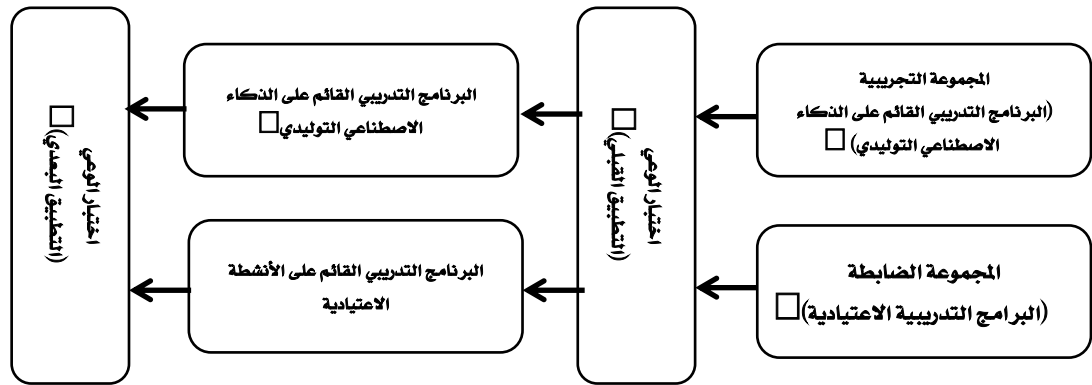 المجموعة التجريبية
(البرنامج التدريبي القائم على الذكاء
الاصطناعي التوليدي)
المجموعة الضابطة
(البرامج التدريبية الاعتيادية)
اختبار الوعي
(التطبيق القبلي)
البرنامج التدريبي القائم على الذكاء
الاصطناعي التوليدي
البرنامج التدريبي القائم على الأنشطة
الاعتيادية
اختبار الوعي
(التطبيق البعدي)